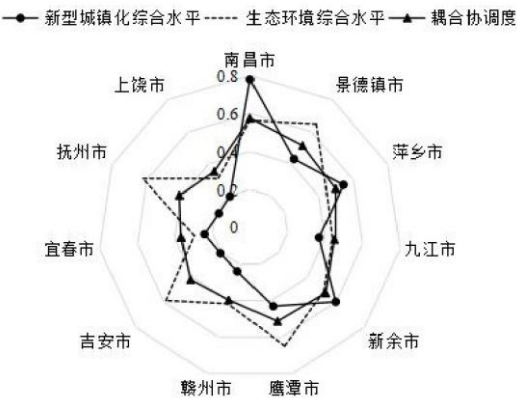 新型城镇化综合水平 生态环境综合水平 耦合协调度
南昌市
上饶市 景德镇市
0.8
0.6
抚州市 0.4 萍乡市
0.2
0
宜春市 九江市
吉安市 新余市
赣州市 鹰潭市